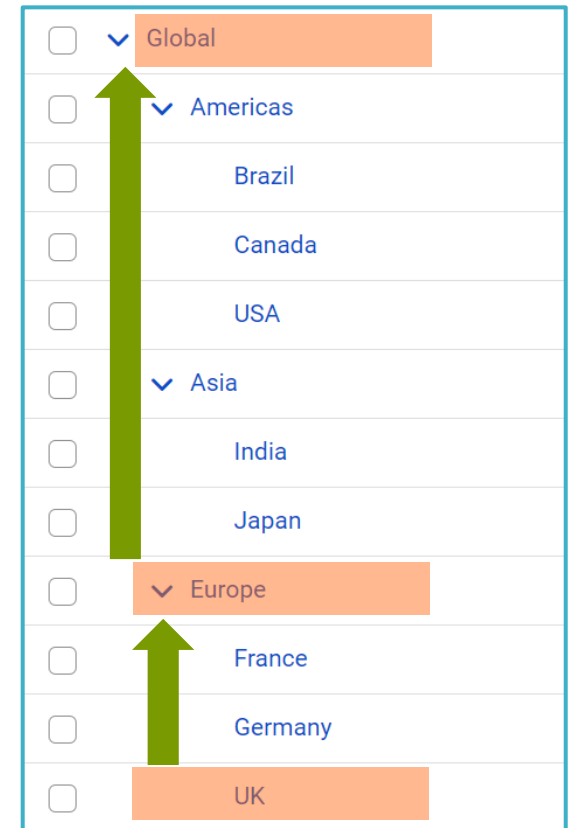 Global
Americas
Brazil
Canada
USA
Asia
India
Japan
Europe
France
Germany
UK